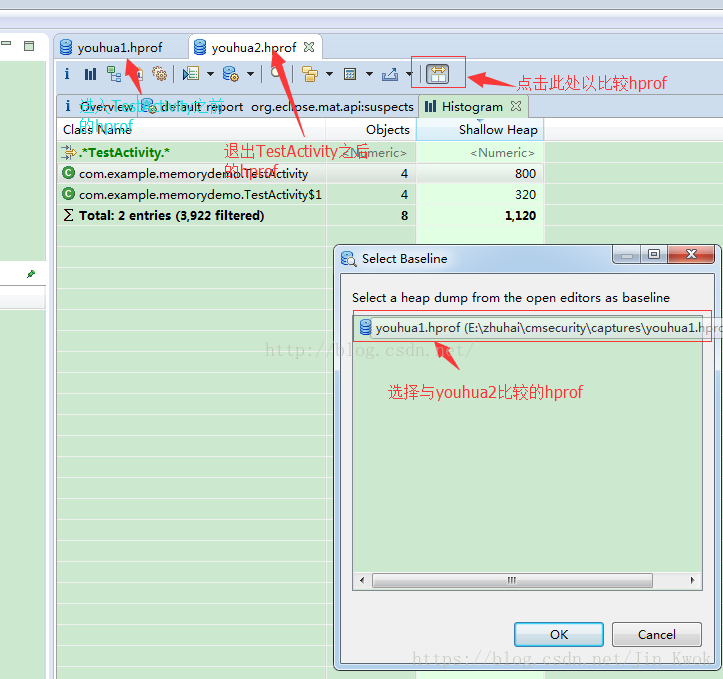 youhua1.hprof
youhua2.hprof
点击此处以比较hprof
进入TestActivity之前
的hprof
Overview
default_report org.eclipse.mat.api:suspects
Histogram
Class Name
Objects
Shallow Heap
退出TestActivity之后
的hprof
.*TestActivity.*
<Numeric>
<Numeric>
com.example.memorydemo.TestActivity
4
800
com.example.memorydemo.TestActivity$1
4
320
Total: 2 entries (3,922 filtered)
8
1,120
Select Baseline
Select a heap dump from the open editors as baseline
youhua1.hprof (E:\zhuhai\cmsecurity\captures\youhua1.hpro
http://blog.csdn.net/
选择与youhua2比较的hprof
OK
Cancel
https://blog.csdn.net/Jin_Kwok